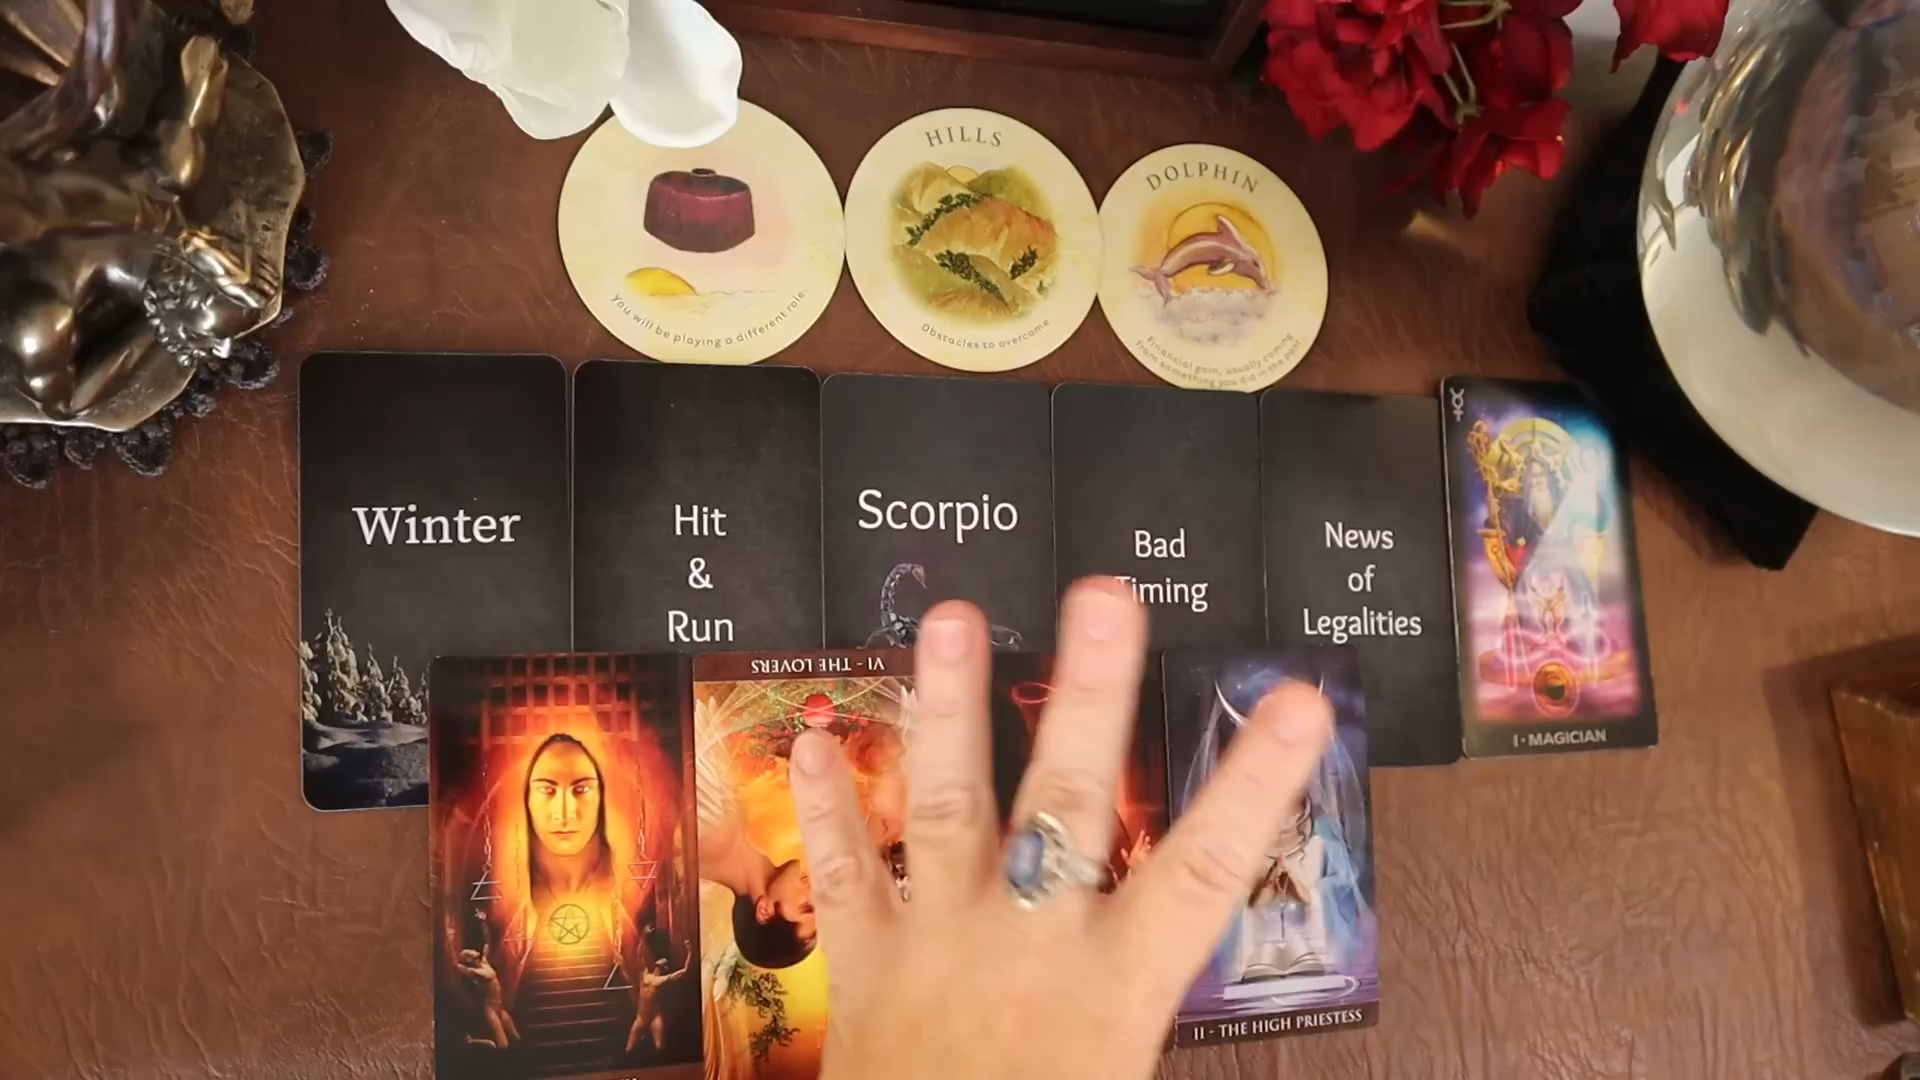 You will be playing a different role.
HILLS
Obstacles to overcome
DOLPHIN
Financial gain, usually coming
from something you did in the past
Winter
Hit
&
Run
Scorpio
Bad
Timing
News
of
Legalities
I · MAGICIAN
VI - THE LOVERS
II - THE HIGH PRIESTESS